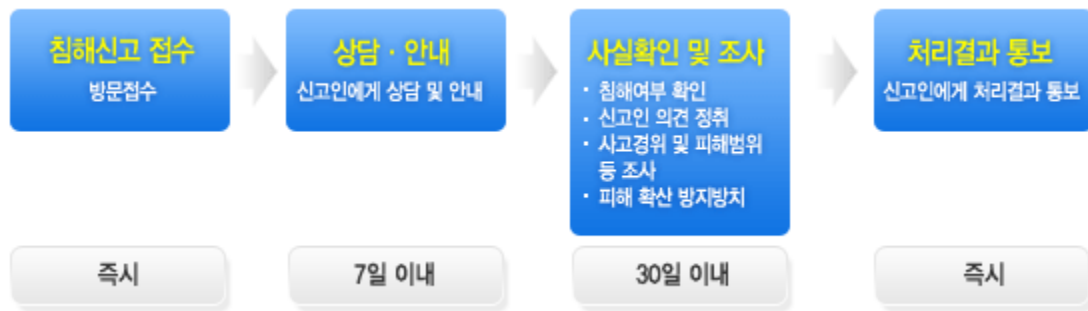 침해신고 접수
방문접수
상담 · 안내
신고인에게 상담 및 안내
사실확인 및 조사
· 침해여부 확인
· 신고인 의견 정취
· 사고경위 및 피해범위
등 조사
· 피해 확산 방지방치
처리결과 통보
신고인에게 처리결과 통보
즉시
7일 이내
30일 이내
즉시